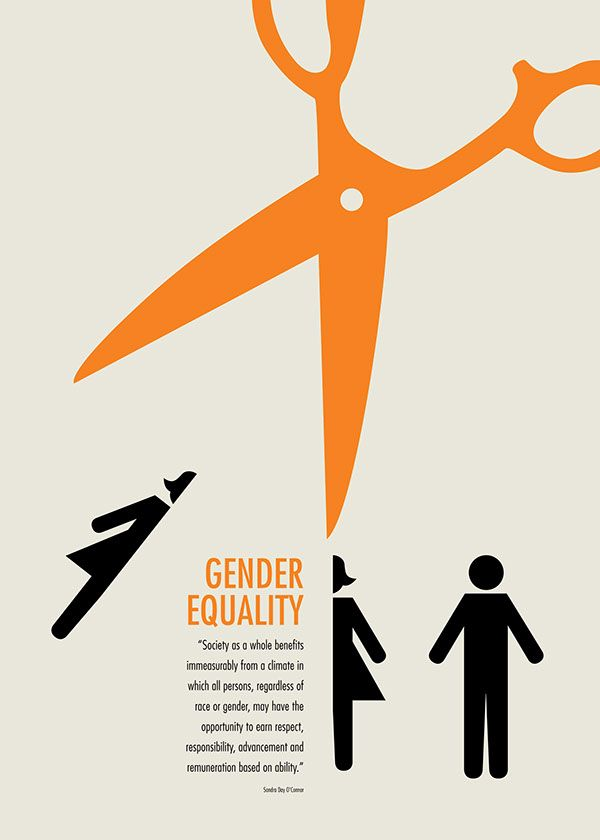 GENDER
EQUALITY
“Society as a whole benefits
immeasurably from a climate in
which all persons, regardless of
race or gender, may have the
opportunity to earn respect,
responsibility, advancement and
remuneration based on ability.”
Sandra Day O'Connor